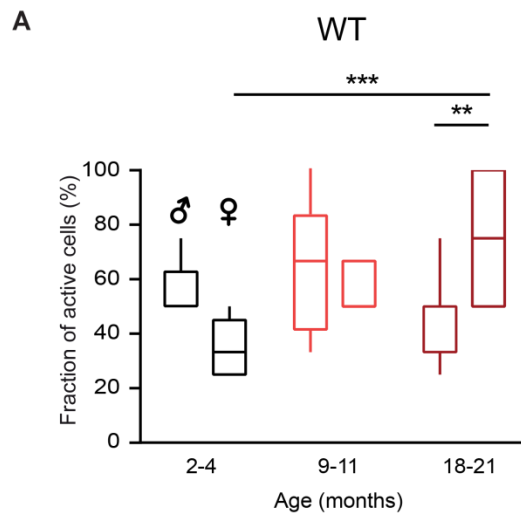 A
WT
***
**
♂ ♀
Fraction of active cells (%)
100
80
60
40
20
0
2-4 9-11 18-21
Age (months)